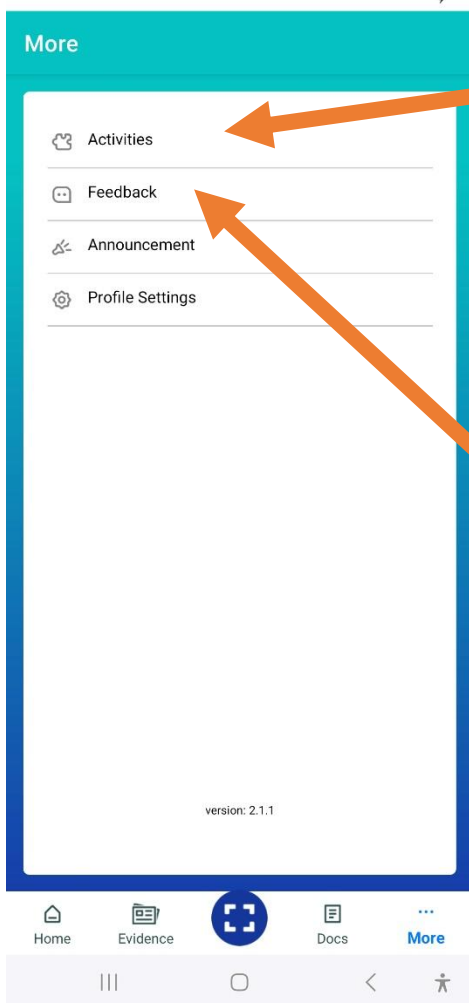 More
Activities
Feedback
Announcement
Profile Settings
version: 2.1.1
Home Evidence Docs More